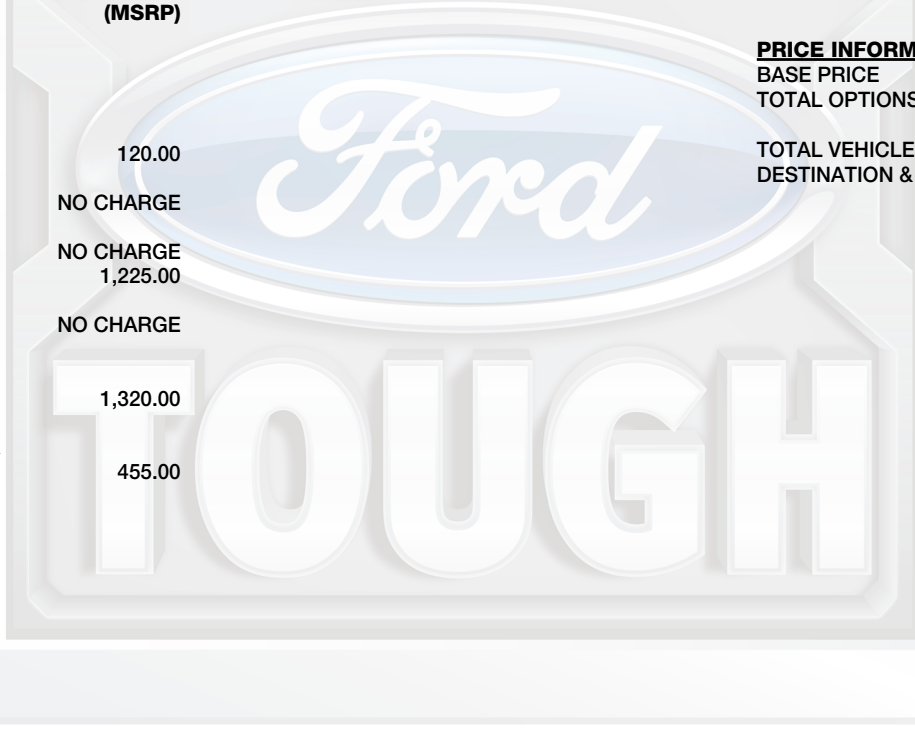 (MSRP)
120.00
NO CHARGE
NO CHARGE
1,225.00
NO CHARGE
1,320.00
455.00
PRICE INFORM
BASE PRICE
TOTAL OPTIONS
TOTAL VEHICLE
DESTINATION &
Ford
TOUGH